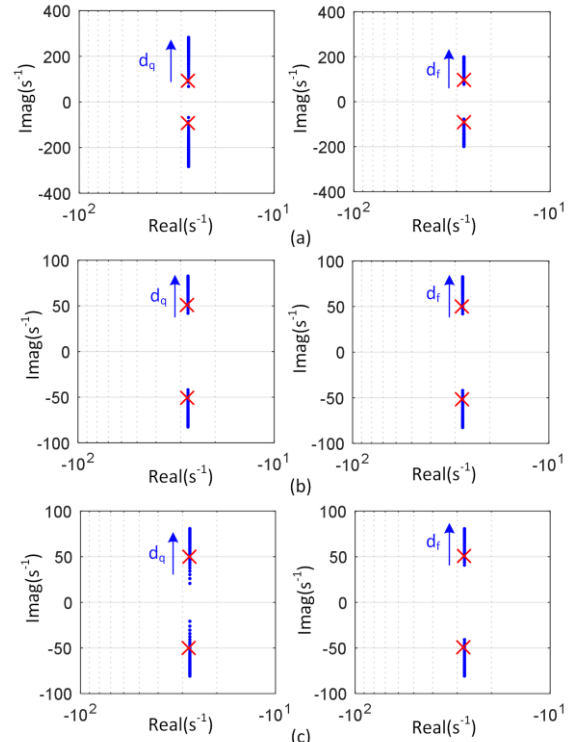 400
200
0
-200
-400
Imag(s⁻¹)
d_q
-10²
-10¹
Real(s⁻¹)
400
200
0
-200
-400
Imag(s⁻¹)
d_f
-10²
-10¹
Real(s⁻¹)
(a)
100
50
0
-50
-100
Imag(s⁻¹)
d_q
-10²
-10¹
Real(s⁻¹)
100
50
0
-50
-100
Imag(s⁻¹)
d_f
-10²
-10¹
Real(s⁻¹)
(b)
100
50
0
-50
-100
Imag(s⁻¹)
d_q
-10²
-10¹
Real(s⁻¹)
100
50
0
-50
-100
Imag(s⁻¹)
d_f
-10²
-10¹
Real(s⁻¹)
(c)